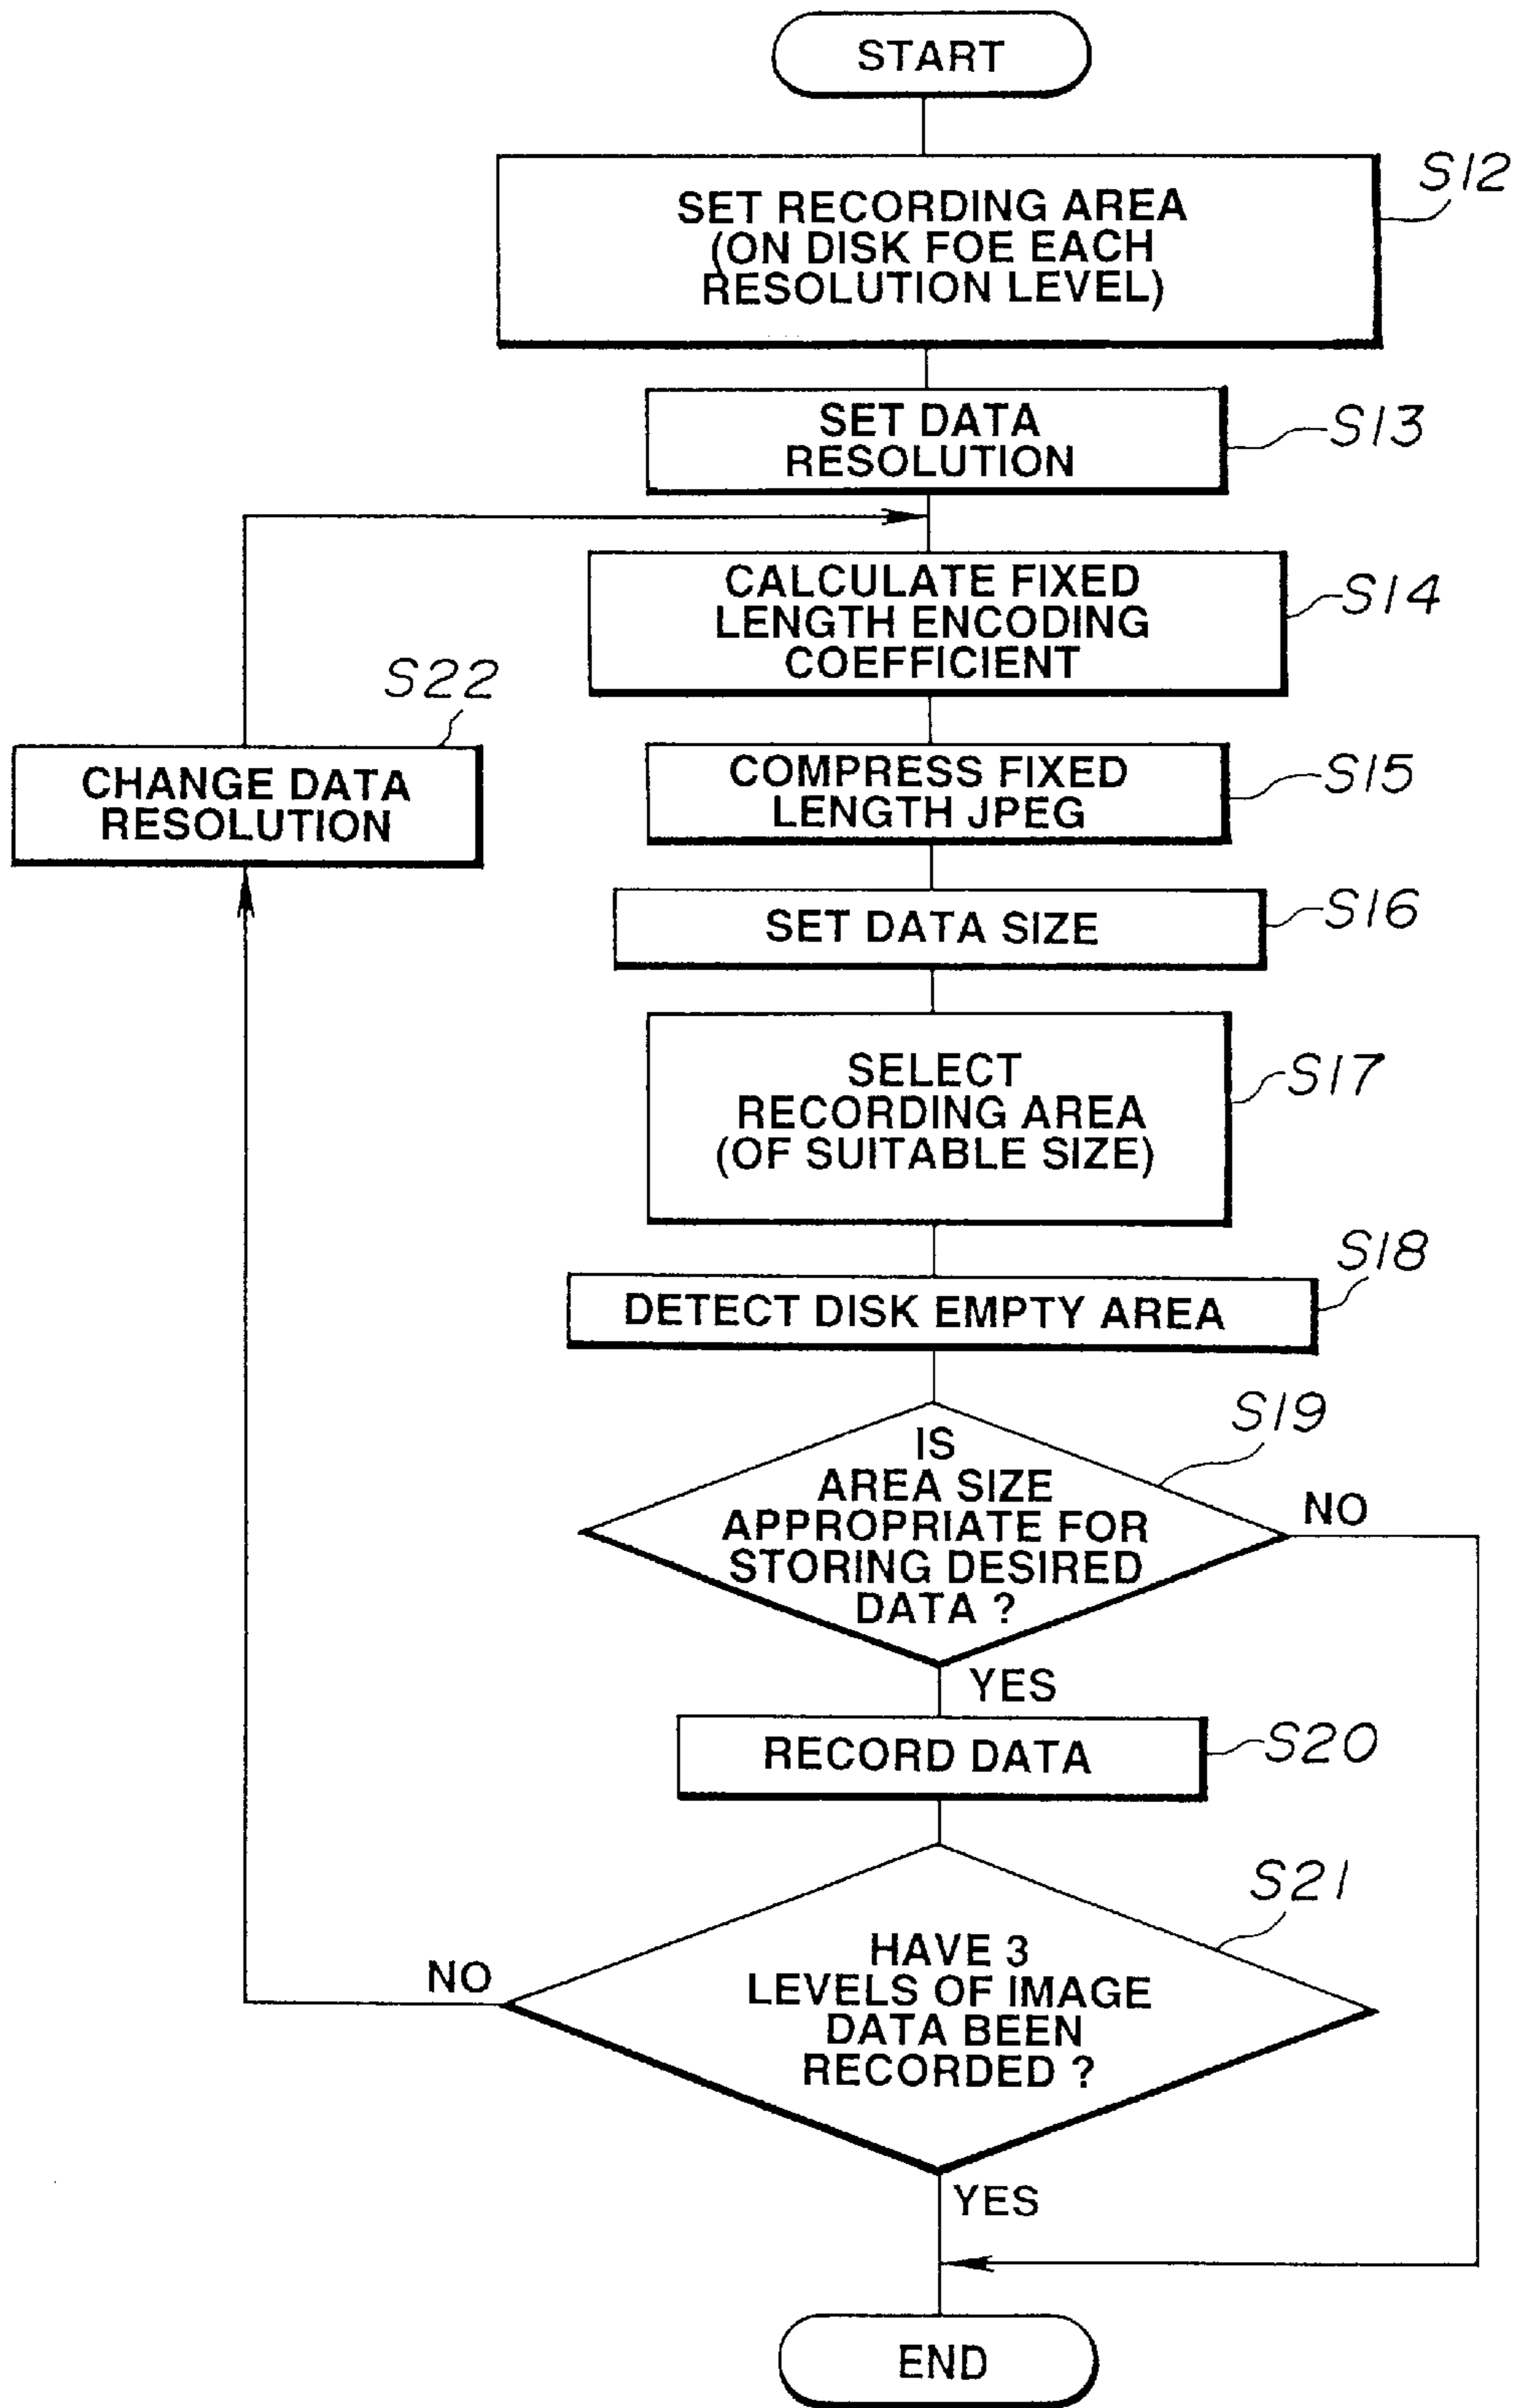 START
S12
SET RECORDING AREA
(ON DISK FOE EACH
RESOLUTION LEVEL)
SET DATA
RESOLUTION
S13
CALCULATE FIXED
LENGTH ENCODING
COEFFICIENT
S14
S22
CHANGE DATA
RESOLUTION
COMPRESS FIXED
LENGTH JPEG
S15
SET DATA SIZE
S16
SELECT
RECORDING AREA
(OF SUITABLE SIZE)
S17
S18
DETECT DISK EMPTY AREA
S19
IS
AREA SIZE
APPROPRIATE FOR
STORING DESIRED
DATA ?
NO
YES
RECORD DATA
S20
S21
HAVE 3
LEVELS OF IMAGE
DATA BEEN
RECORDED ?
NO
YES
END